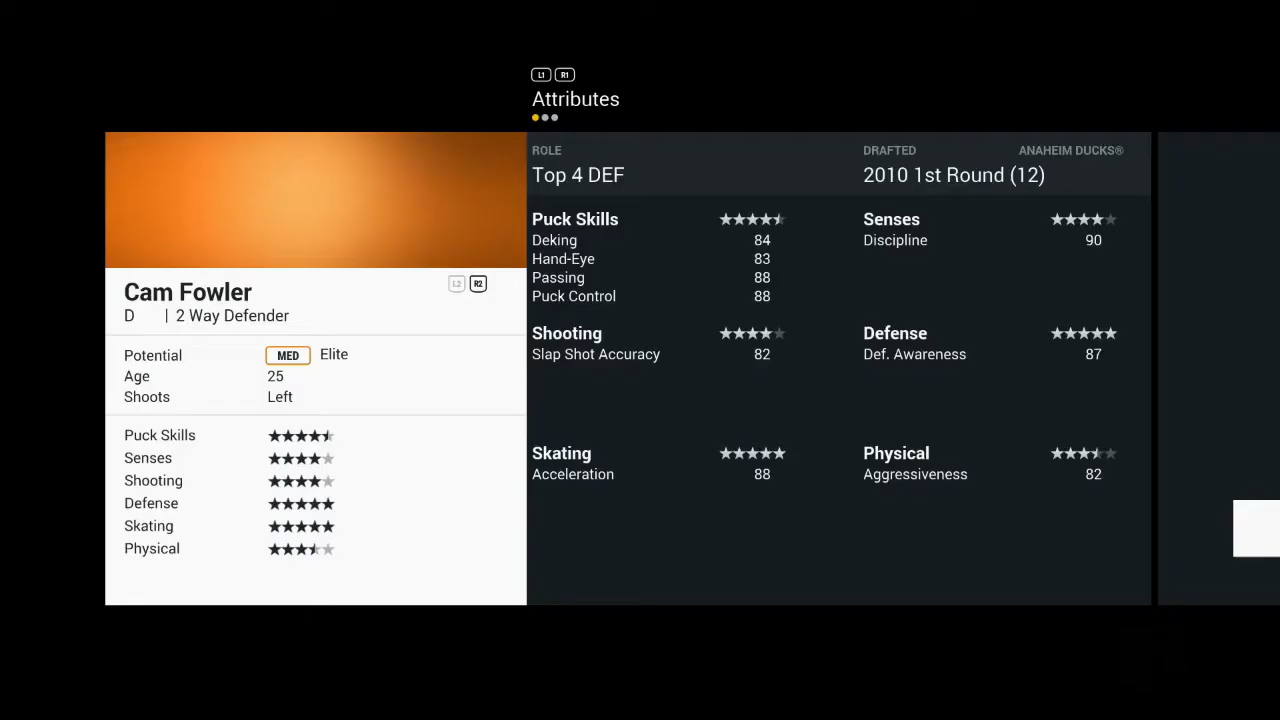 L1 R1
Attributes
ROLE DRAFTED ANAHEIM DUCKS®
Top 4 DEF 2010 1st Round (12)
Cam Fowler L2 R2
D | 2 Way Defender
Potential MED Elite
Age 25
Shoots Left
Puck Skills
Senses
Shooting
Defense
Skating
Physical
Puck Skills
Deking 84
Hand-Eye 83
Passing 88
Puck Control 88
Senses
Discipline 90
Shooting
Slap Shot Accuracy 82
Defense
Def. Awareness 87
Skating
Acceleration 88
Physical
Aggressiveness 82